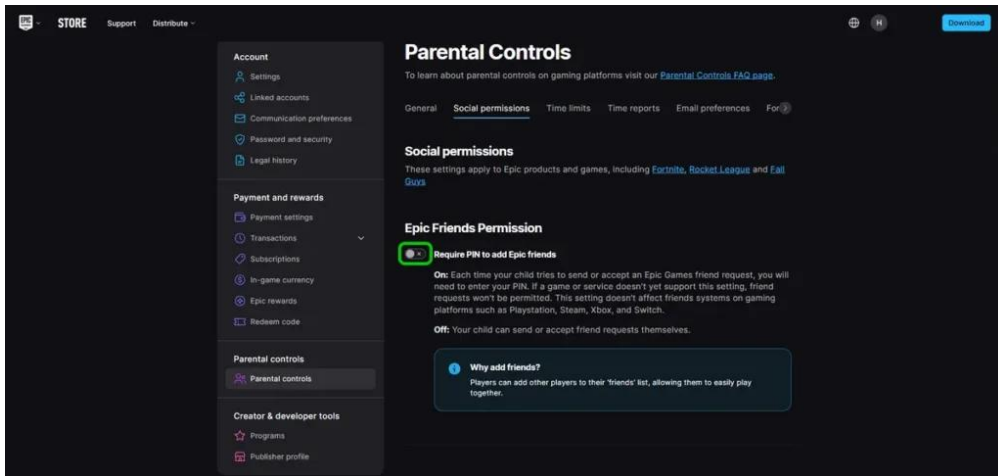 EPIC GAMES
STORE
Support
Distribute
H
Download
Account
Settings
Linked accounts
Communication preferences
Password and security
Legal history
Payment and rewards
Payment settings
Transactions
Subscriptions
In-game currency
Epic rewards
Redeem code
Parental controls
Parental controls
Creator & developer tools
Programs
Publisher profile
Parental Controls
To learn about parental controls on gaming platforms visit our Parental Controls FAQ page.
General Social permissions Time limits Time reports Email preferences For
Social permissions
These settings apply to Epic products and games, including Fortnite, Rocket League and Fall
Guys
Epic Friends Permission
Require PIN to add Epic friends
On: Each time your child tries to send or accept an Epic Games friend request, you will
need to enter your PIN. If a game or service doesn't yet support this setting, friend
requests won't be permitted. This setting doesn't affect friends systems on gaming
platforms such as Playstation, Steam, Xbox, and Switch.
Off: Your child can send or accept friend requests themselves.
Why add friends?
Players can add other players to their 'friends' list, allowing them to easily play
together.